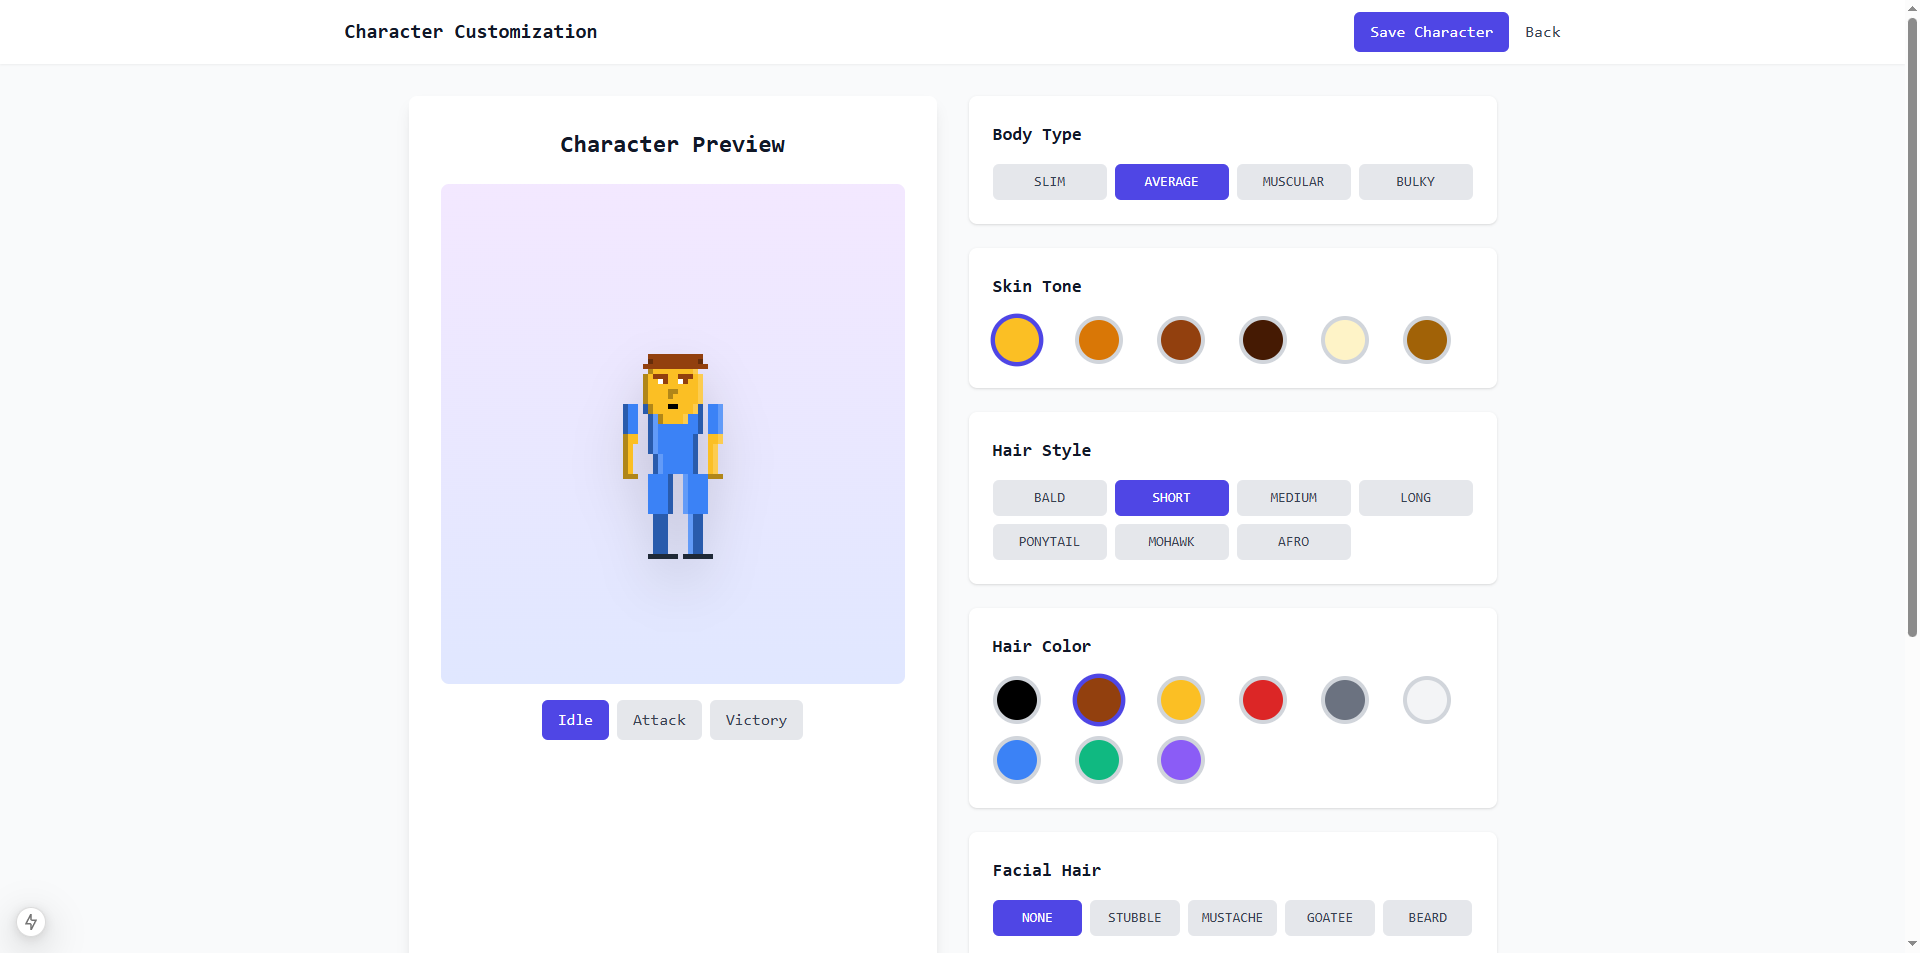 Character Customization
Save Character
Back
Character Preview
Idle
Attack
Victory
Body Type
SLIM
AVERAGE
MUSCULAR
BULKY
Skin Tone
Hair Style
BALD
SHORT
MEDIUM
LONG
PONYTAIL
MOHAWK
AFRO
Hair Color
Facial Hair
NONE
STUBBLE
MUSTACHE
GOATEE
BEARD